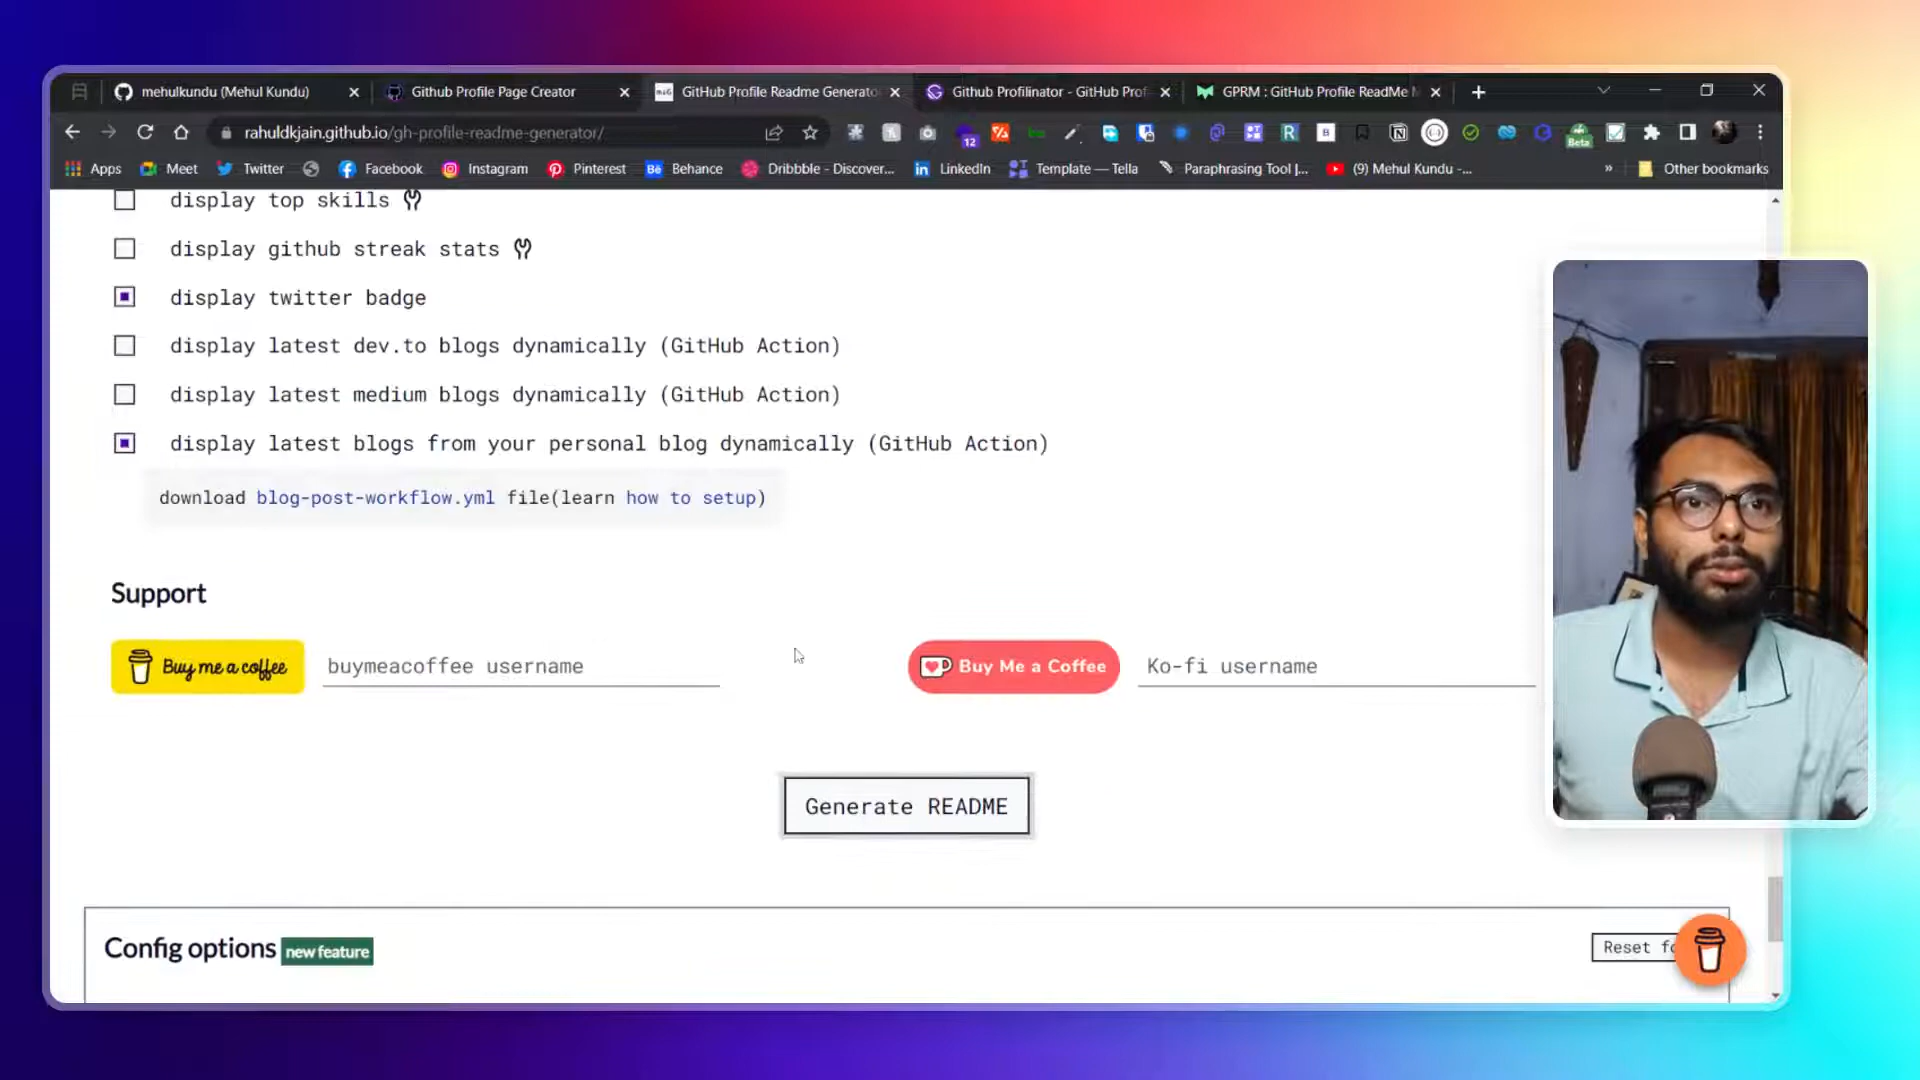 mehulkundu (Mehul Kundu)
Github Profile Page Creator
GitHub Profile Readme Generato
Github Profilinator - GitHub Prof
GPRM : GitHub Profile ReadMe M
rahuldkjain.github.io/gh-profile-readme-generator/
12
R
B
Beta
Apps
Meet
Twitter
Facebook
Instagram
Pinterest
Behance
Dribbble - Discover...
LinkedIn
Template — Tella
Paraphrasing Tool |...
(9) Mehul Kundu -...
»
Other bookmarks
display top skills
display github streak stats
display twitter badge
display latest dev.to blogs dynamically (GitHub Action)
display latest medium blogs dynamically (GitHub Action)
display latest blogs from your personal blog dynamically (GitHub Action)
download blog-post-workflow.yml file(learn how to setup)
Support
Buy me a coffee
buymeacoffee username
Buy Me a Coffee
Ko-fi username
Generate README
Config options new feature
Reset fo